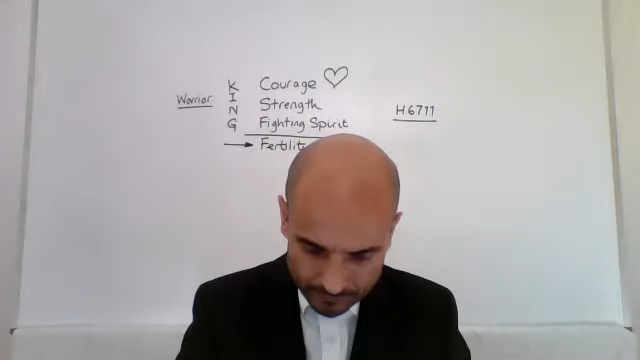 Warrior
K
I
N
G
Courage
Strength
Fighting Spirit
H6711